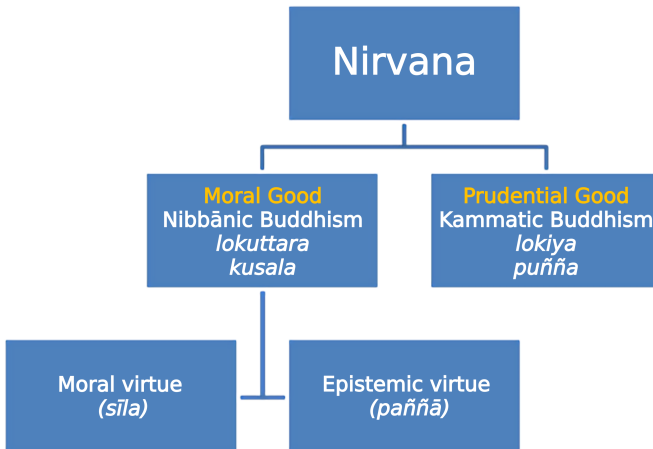 Nirvana
Moral Good
Nibbānic Buddhism
lokuttara
kusala
Prudential Good
Kammatic Buddhism
lokiya
puñña
Moral virtue
(sīla)
Epistemic virtue
(paññā)